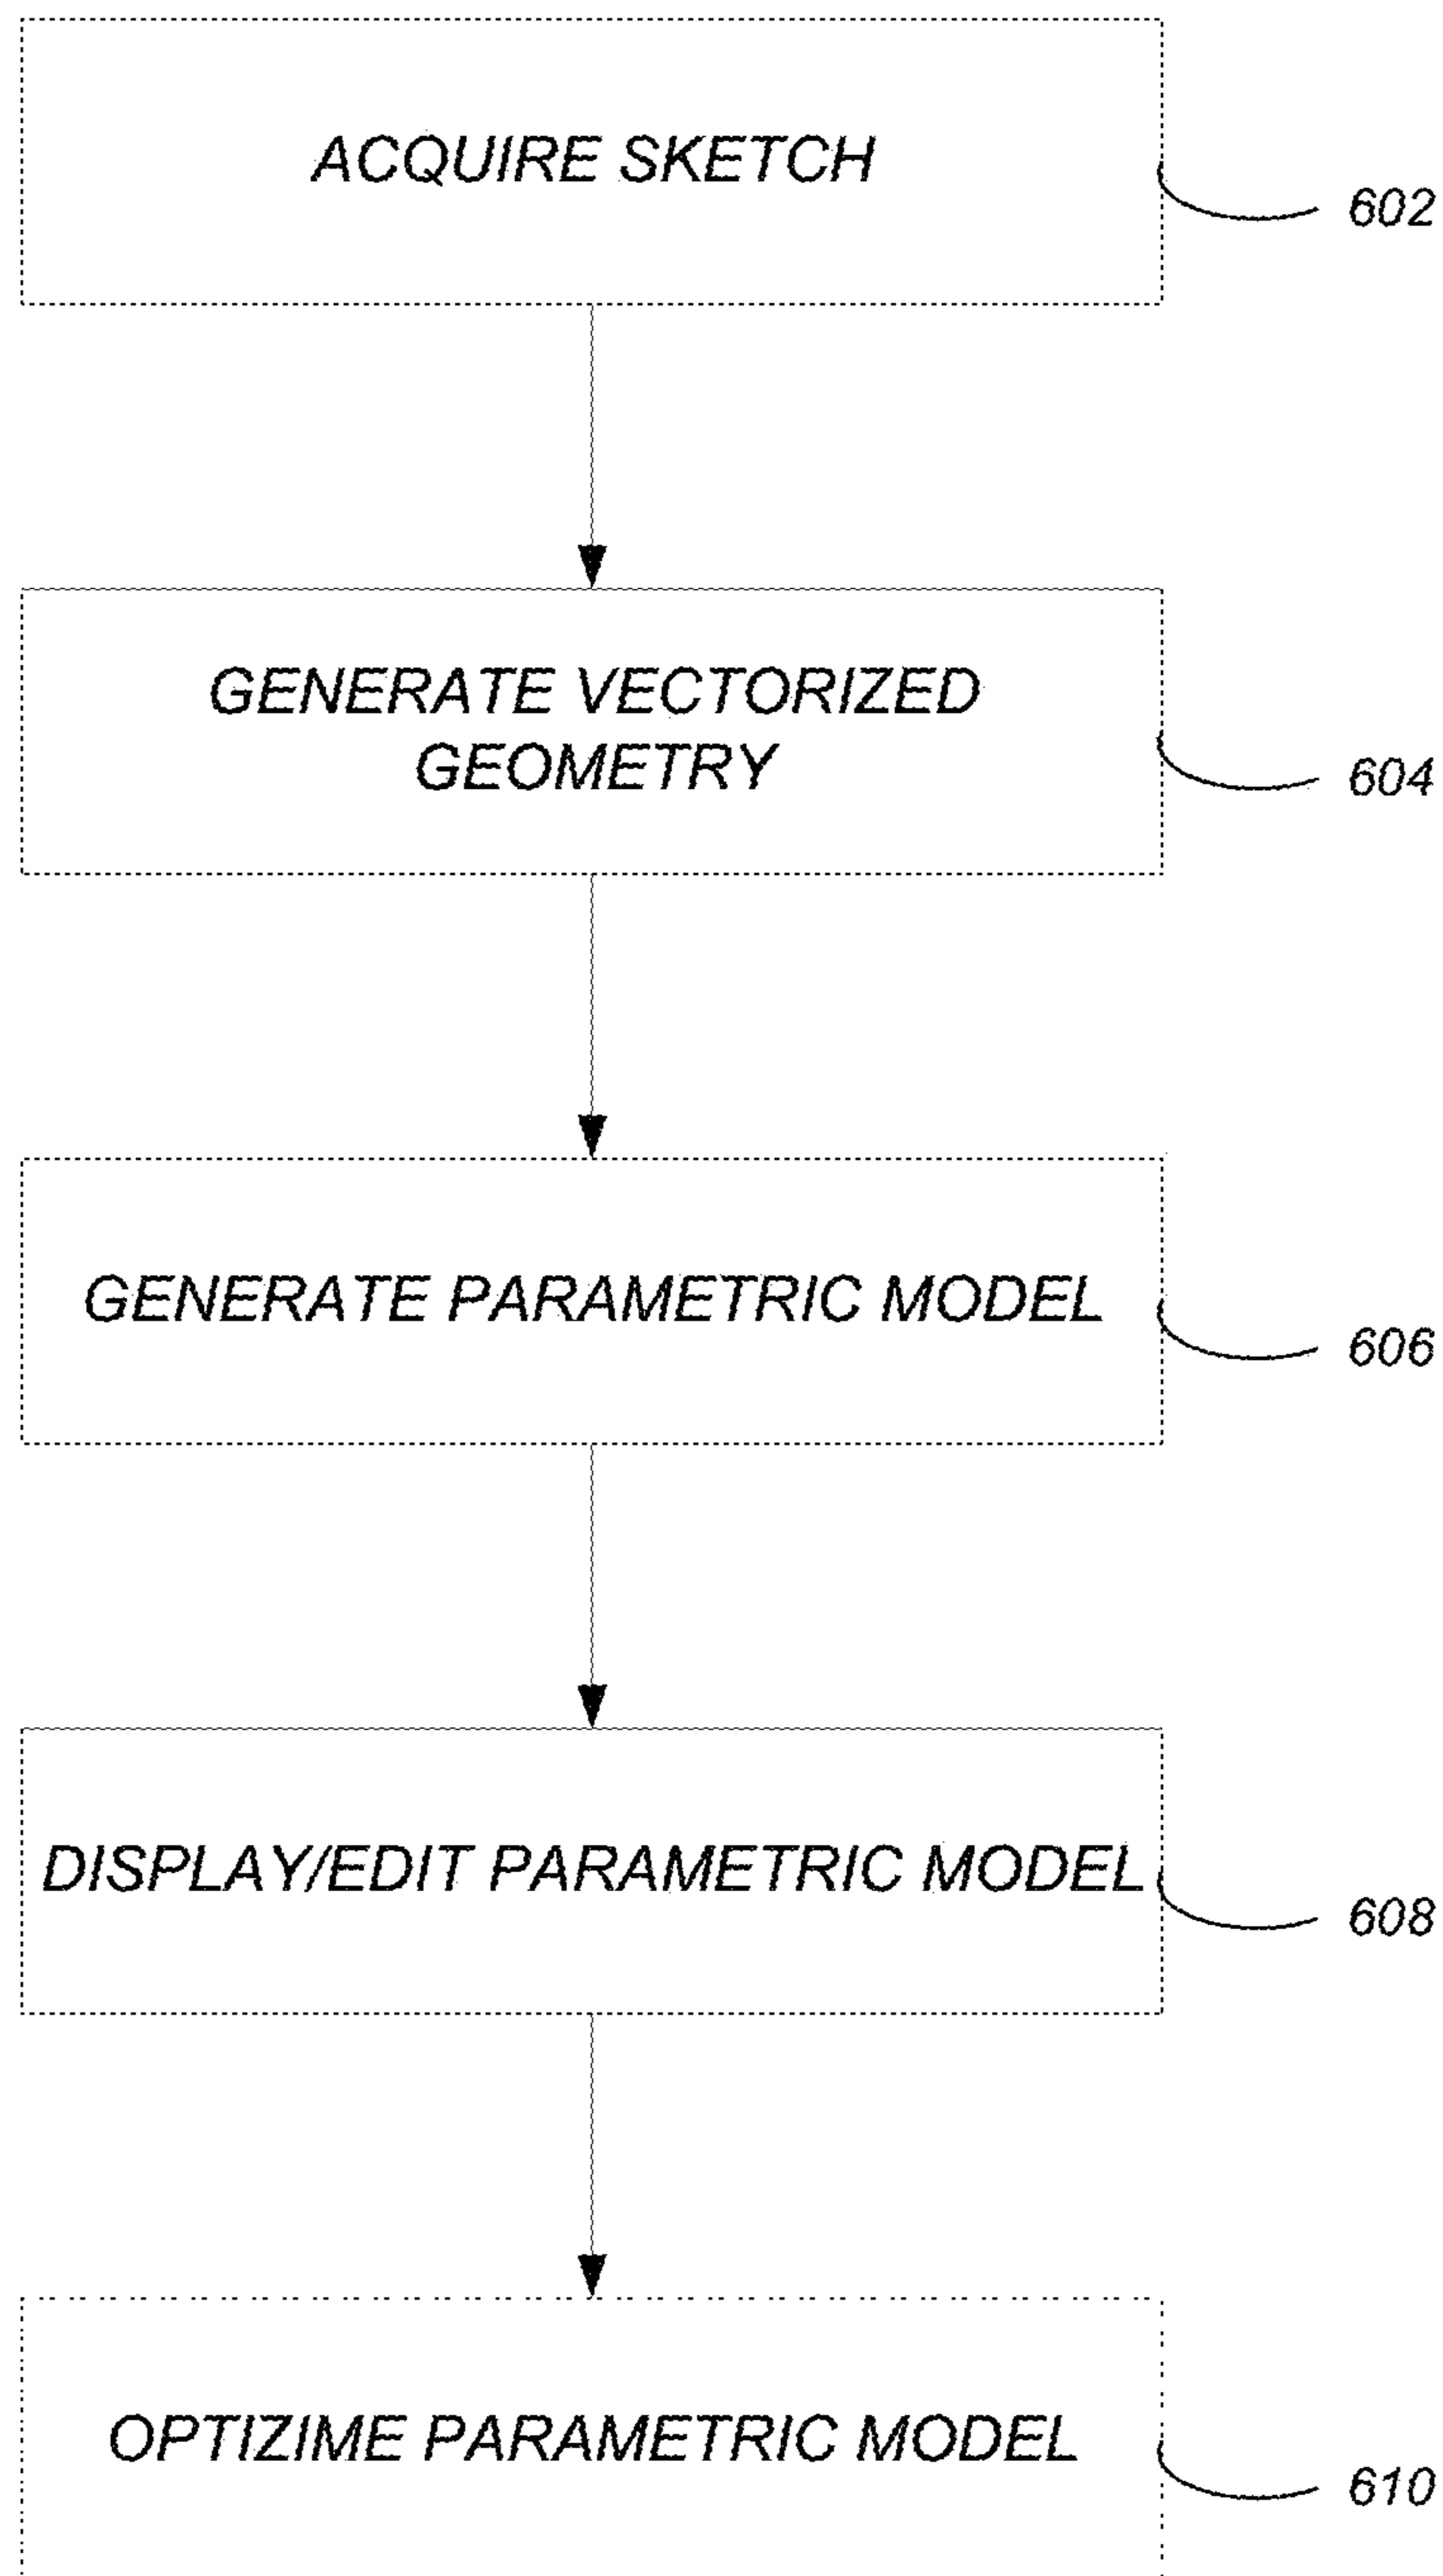 ACQUIRE SKETCH
602
GENERATE VECTORIZED
GEOMETRY
604
GENERATE PARAMETRIC MODEL
606
DISPLAY/EDIT PARAMETRIC MODEL
608
OPTIZIME PARAMETRIC MODEL
610